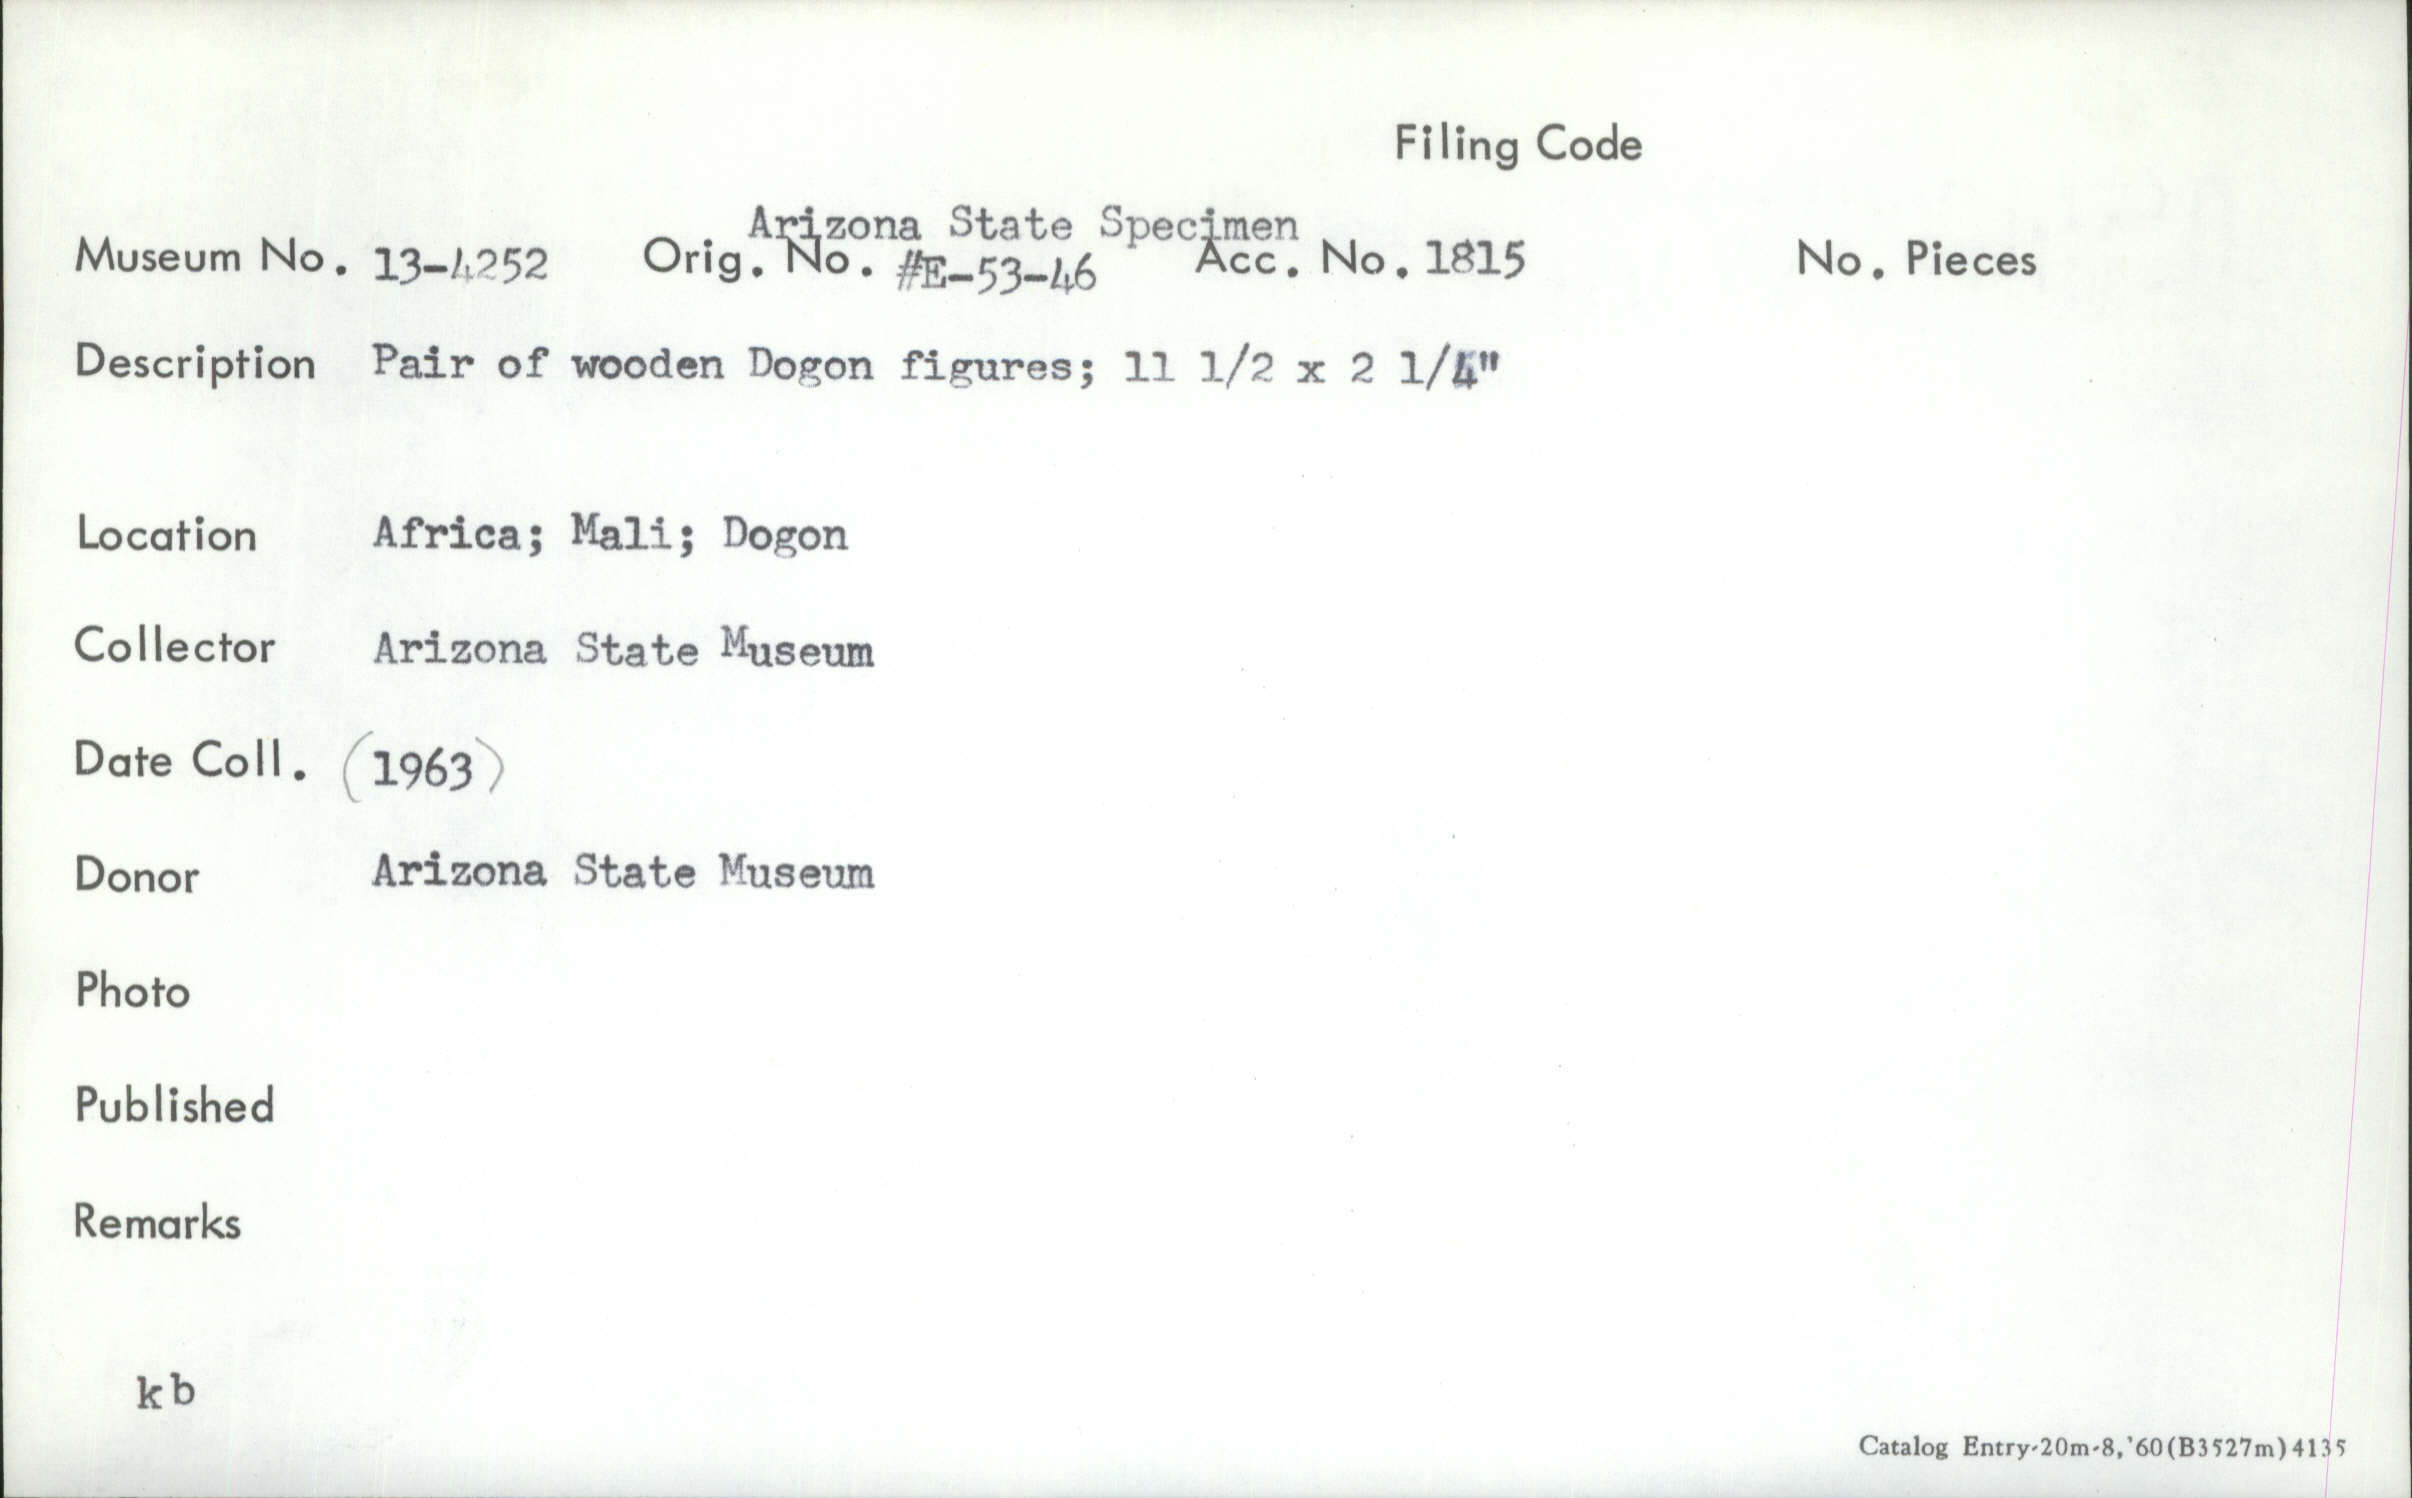 Filing Code
Arizona State Specimen
Museum No. 13-4252 Orig. No. #E-53-46 Acc. No. 1815 No. Pieces
Description Pair of wooden Dogon figures; 11 1/2 x 2 1/4"
Location Africa; Mali; Dogon
Collector Arizona State Museum
Date Coll. (1963)
Donor Arizona State Museum
Photo
Published
Remarks
kb
Catalog Entry-20m-8,'60(B3527m)4135